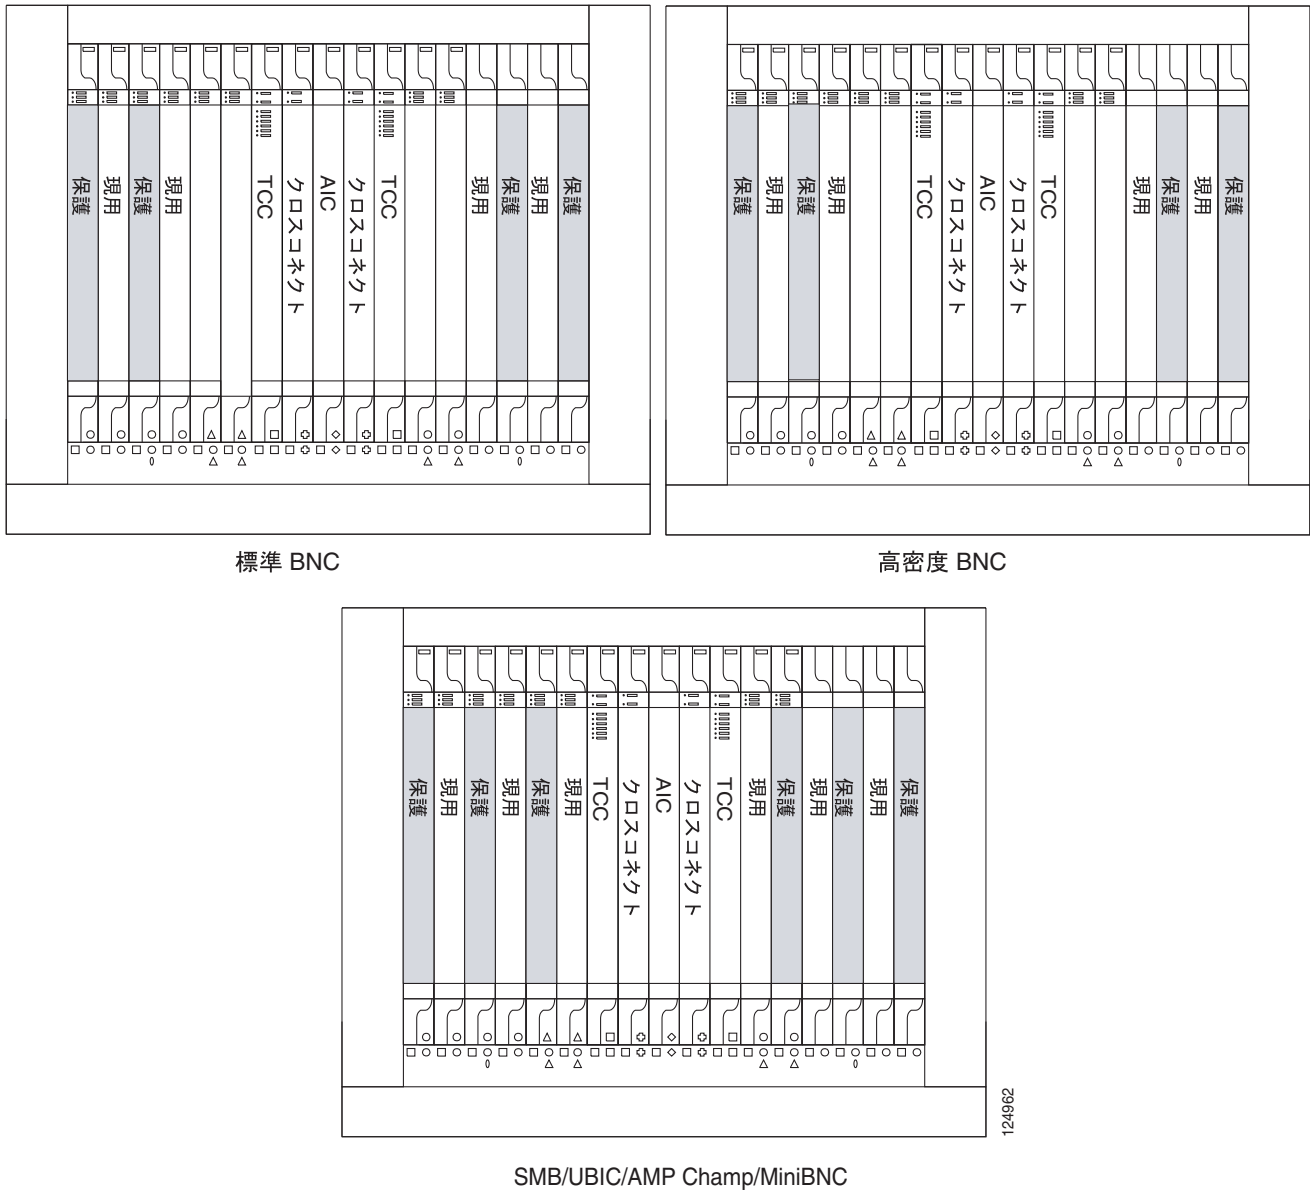 保護
現用
保護
現用
TCC
クロスコネクト
AIC
クロスコネクト
TCC
現用
保護
現用
保護
標準 BNC
保護
現用
保護
現用
TCC
クロスコネクト
AIC
クロスコネクト
TCC
現用
保護
現用
保護
高密度 BNC
保護
現用
保護
現用
保護
現用
TCC
クロスコネクト
AIC
クロスコネクト
TCC
現用
保護
現用
保護
現用
保護
124962
SMB/UBIC/AMP Champ/MiniBNC